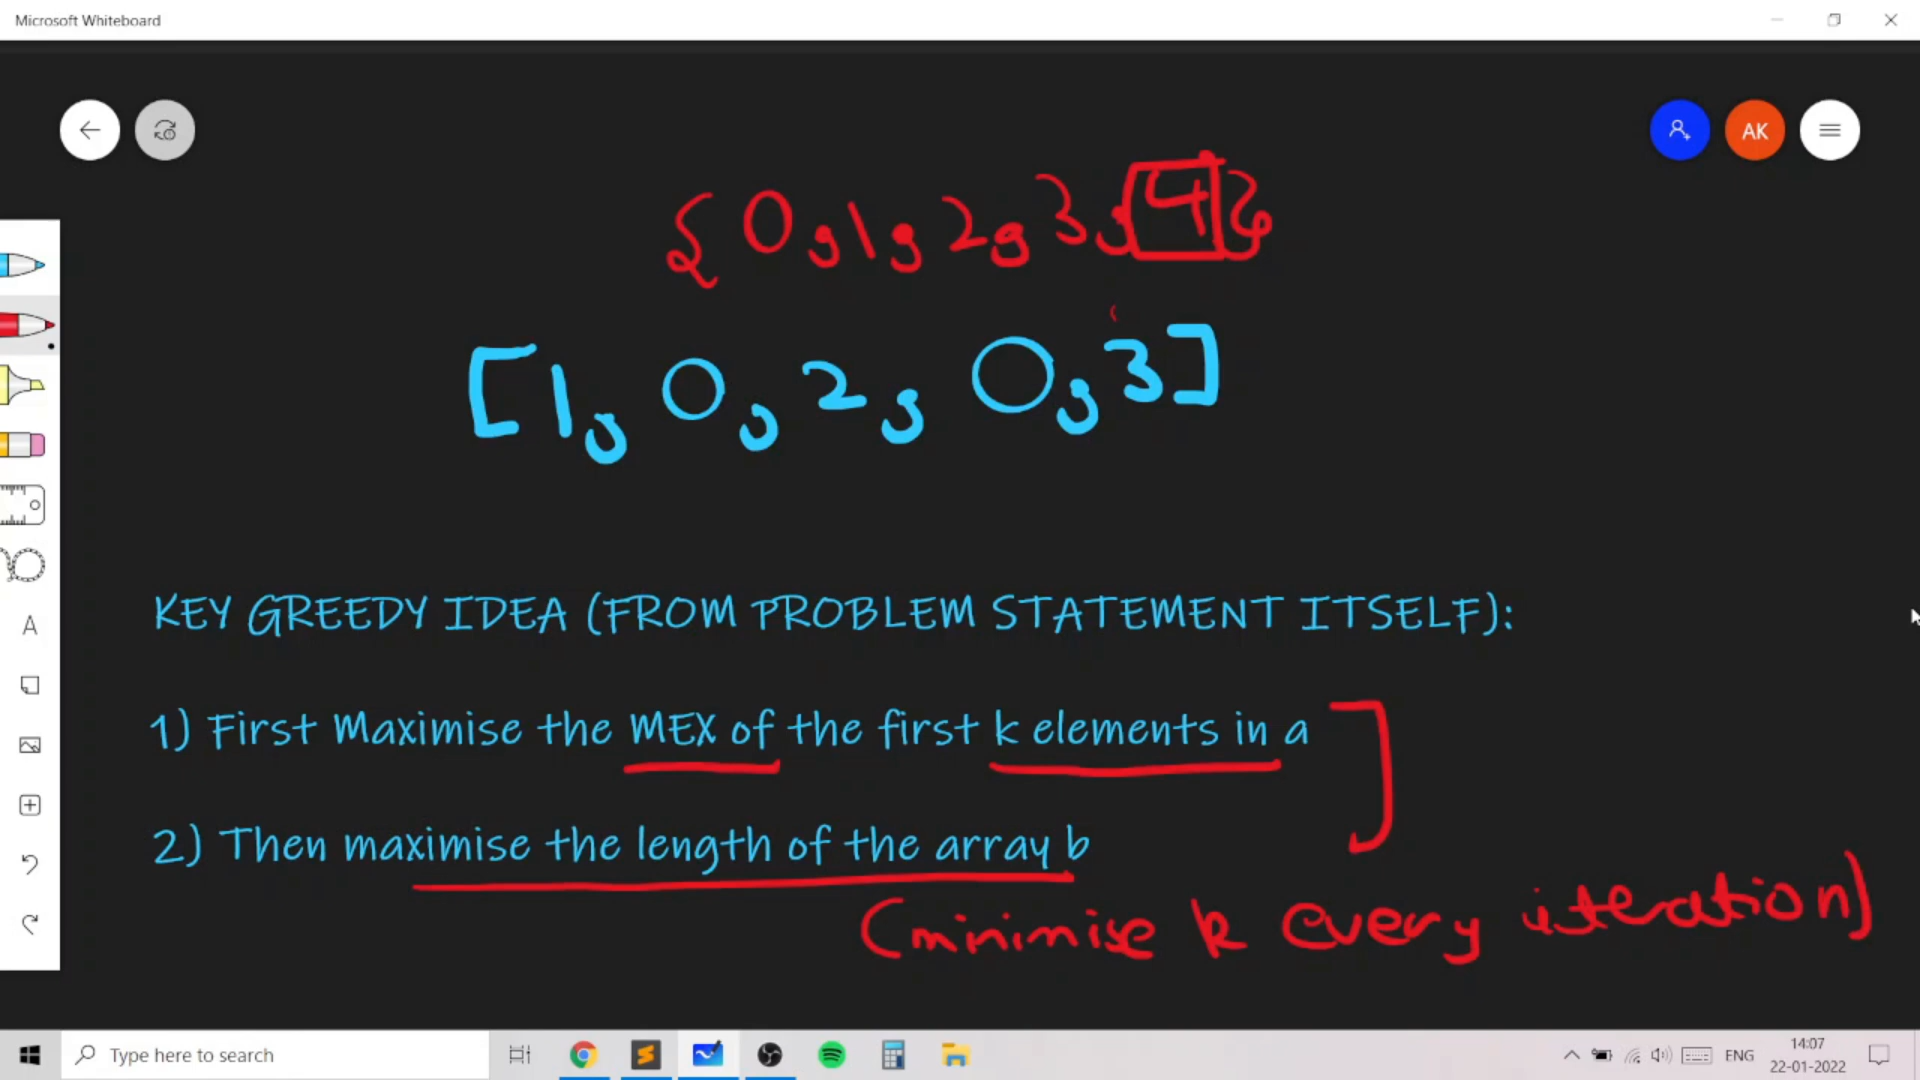 Microsoft Whiteboard
AK
{0,1,2,3,4}
[1,0,2,0,3]
A
KEY GREEDY IDEA (FROM PROBLEM STATEMENT ITSELF):
1) First Maximise the MEX of the first k elements in a
2) Then maximise the length of the array b
(minimise k every iteration)
Type here to search
ENG
14:07
22-01-2022